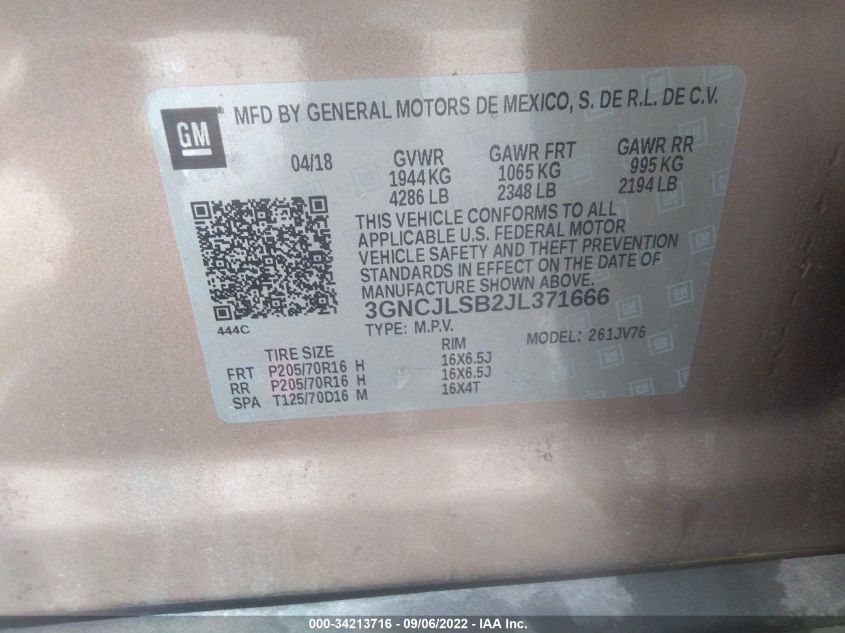 GM ® MFD BY GENERAL MOTORS DE MEXICO, S. DE R.L. DE C.V.
04/18 GVWR GAWR FRT GAWR RR
1944 KG 1065 KG 995 KG
4286 LB 2348 LB 2194 LB
THIS VEHICLE CONFORMS TO ALL
APPLICABLE U.S. FEDERAL MOTOR
VEHICLE SAFETY AND THEFT PREVENTION
STANDARDS IN EFFECT ON THE DATE OF
MANUFACTURE SHOWN ABOVE.
3GNCJLSB2JL371666
444C
TYPE: M.P.V. MODEL: 261JV76
TIRE SIZE RIM
FRT P205/70R16 H 16X6.5J
RR P205/70R16 H 16X6.5J
SPA T125/70D16 M 16X4T
000-34213716 - 09/06/2022 - IAA Inc.